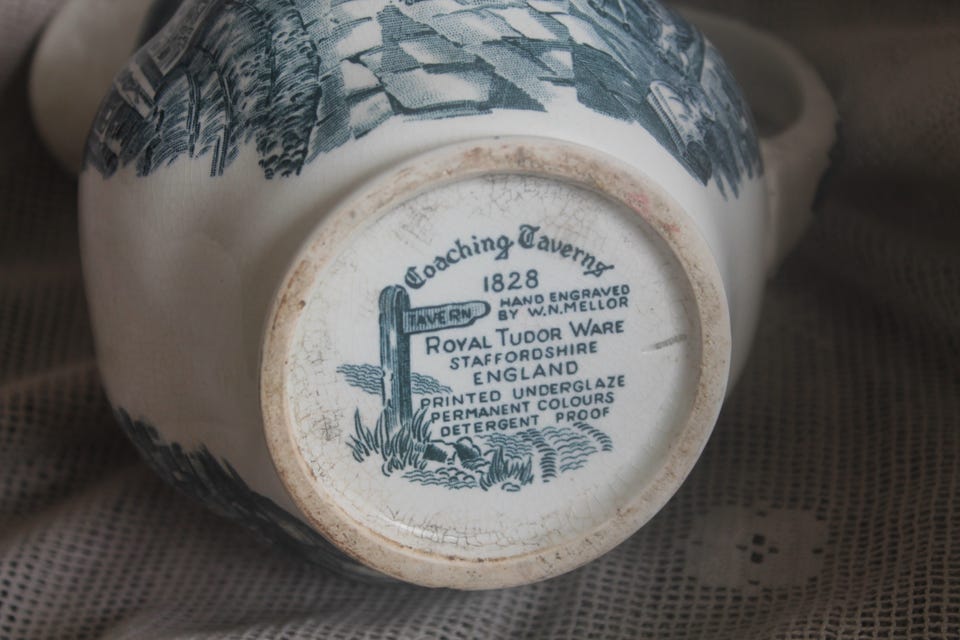 Coaching Taverns
1828
TAVERN
HAND ENGRAVED
BY W.N.MELLOR
ROYAL TUDOR WARE
STAFFORDSHIRE
ENGLAND
PRINTED UNDERGLAZE
PERMANENT COLOURS
DETERGENT PROOF